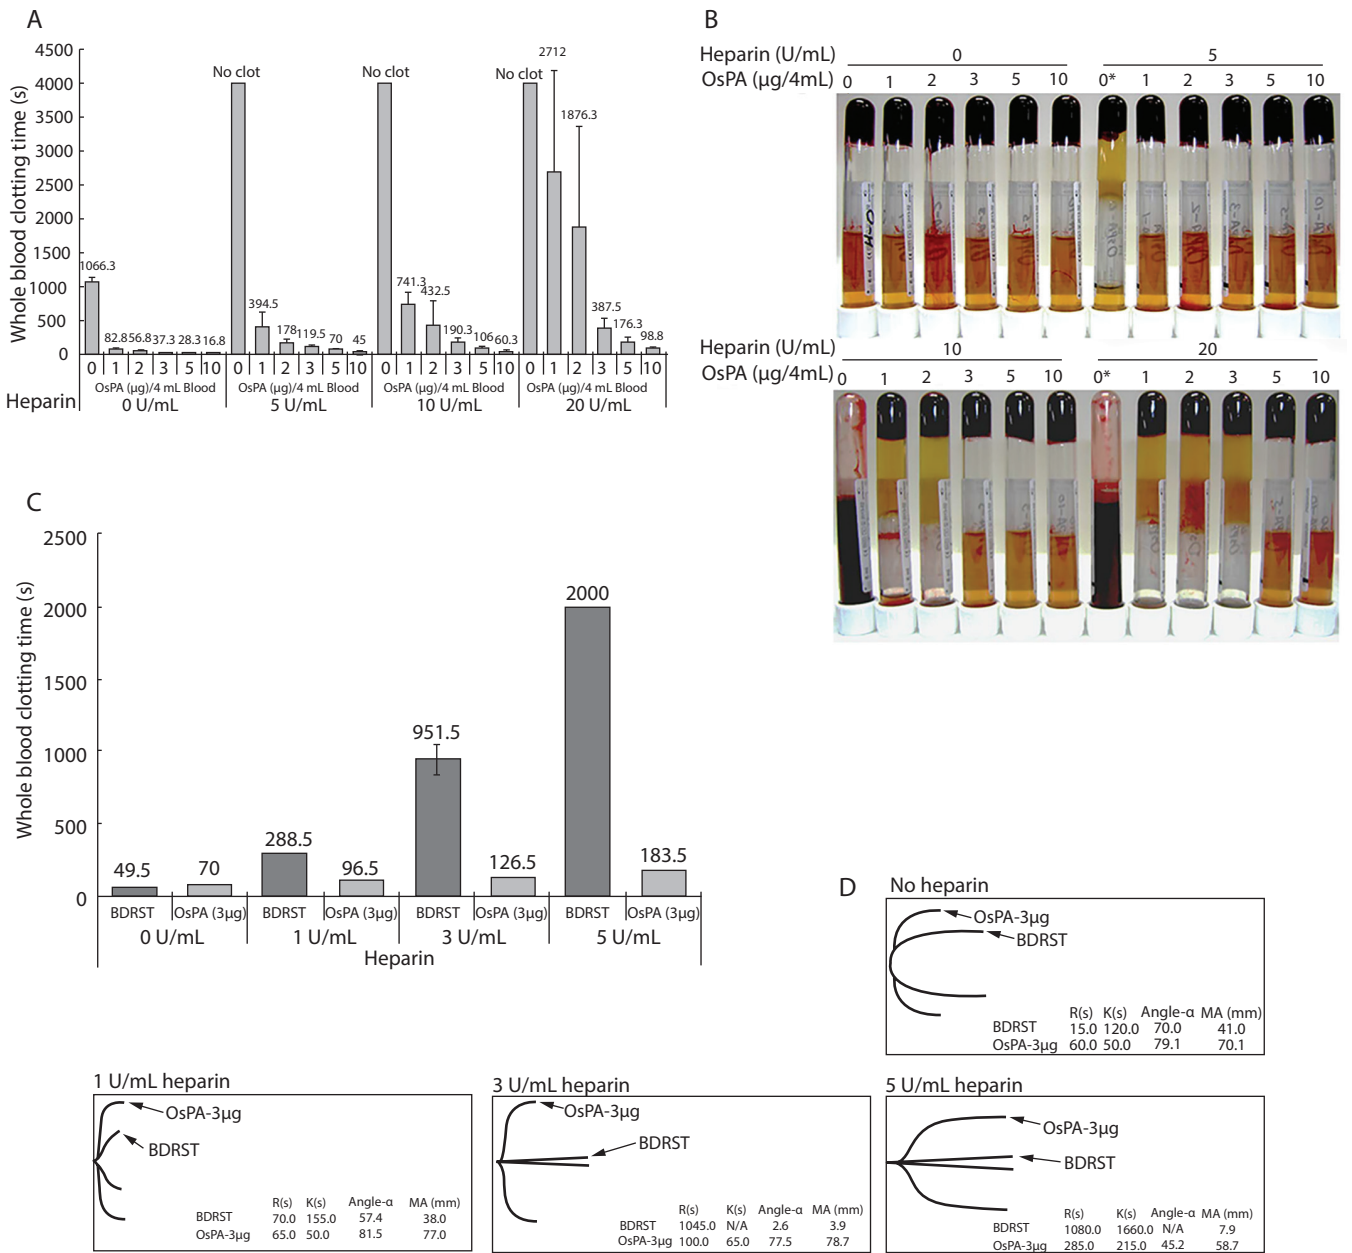 A
4500
4000
3500
3000
2500
2000
1500
1000
500
0
Whole blood clotting time (s)
1066.3
82.8 56.8 37.3 28.3 16.8
No clot
394.5
178 119.5 70 45
No clot
741.3
432.5
190.3 106 60.3
No clot
2712
1876.3
387.5
176.3
98.8
0 1 2 3 5 10 0 1 2 3 5 10 0 1 2 3 5 10 0 1 2 3 5 10
OsPA (µg)/4 mL Blood OsPA (µg)/4 mL Blood OsPA (µg)/4 mL Blood OsPA (µg)/4 mL Blood
Heparin 0 U/mL 5 U/mL 10 U/mL 20 U/mL
B
Heparin (U/mL) 0 5
OsPA (µg/4mL) 0 1 2 3 5 10 0* 1 2 3 5 10
Heparin (U/mL) 10 20
OsPA (µg/4mL) 0 1 2 3 5 10 0* 1 2 3 5 10
C
2500
2000
1500
1000
500
0
Whole blood clotting time (s)
49.5 70 288.5 96.5 951.5 126.5 2000 183.5
BDRST OsPA (3µg) BDRST OsPA (3µg) BDRST OsPA (3µg) BDRST OsPA (3µg)
0 U/mL 1 U/mL 3 U/mL 5 U/mL
Heparin
D
No heparin
OsPA-3µg
BDRST
R(s) K(s) Angle-α MA (mm)
BDRST 15.0 120.0 70.0 41.0
OsPA-3µg 60.0 50.0 79.1 70.1
1 U/mL heparin
OsPA-3µg
BDRST
R(s) K(s) Angle-α MA (mm)
BDRST 70.0 155.0 57.4 38.0
OsPA-3µg 65.0 50.0 81.5 77.0
3 U/mL heparin
OsPA-3µg
BDRST
R(s) K(s) Angle-α MA (mm)
BDRST 1045.0 N/A 2.6 3.9
OsPA-3µg 100.0 65.0 77.5 78.7
5 U/mL heparin
OsPA-3µg
BDRST
R(s) K(s) Angle-α MA (mm)
BDRST 1080.0 1660.0 N/A 7.9
OsPA-3µg 285.0 215.0 45.2 58.7